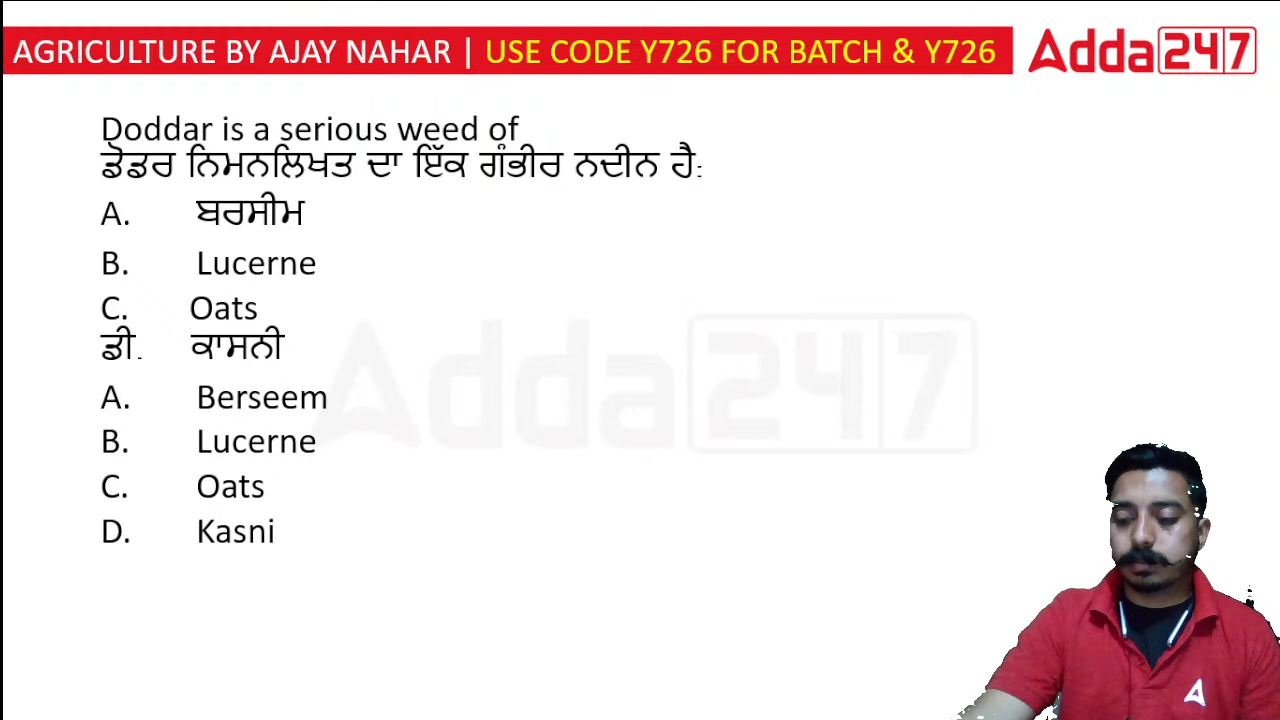 AGRICULTURE BY AJAY NAHAR | USE CODE Y726 FOR BATCH & Y726
Adda247
Doddar is a serious weed of
ਡੋਡਰ ਨਿਮਨਲਿਖਤ ਦਾ ਇੱਕ ਗੰਭੀਰ ਨਦੀਨ ਹੈ:
A. ਬਰਸੀਮ
B. Lucerne
C. Oats
ਡੀ. ਕਾਸਨੀ
A. Berseem
B. Lucerne
C. Oats
D. Kasni
Adda247